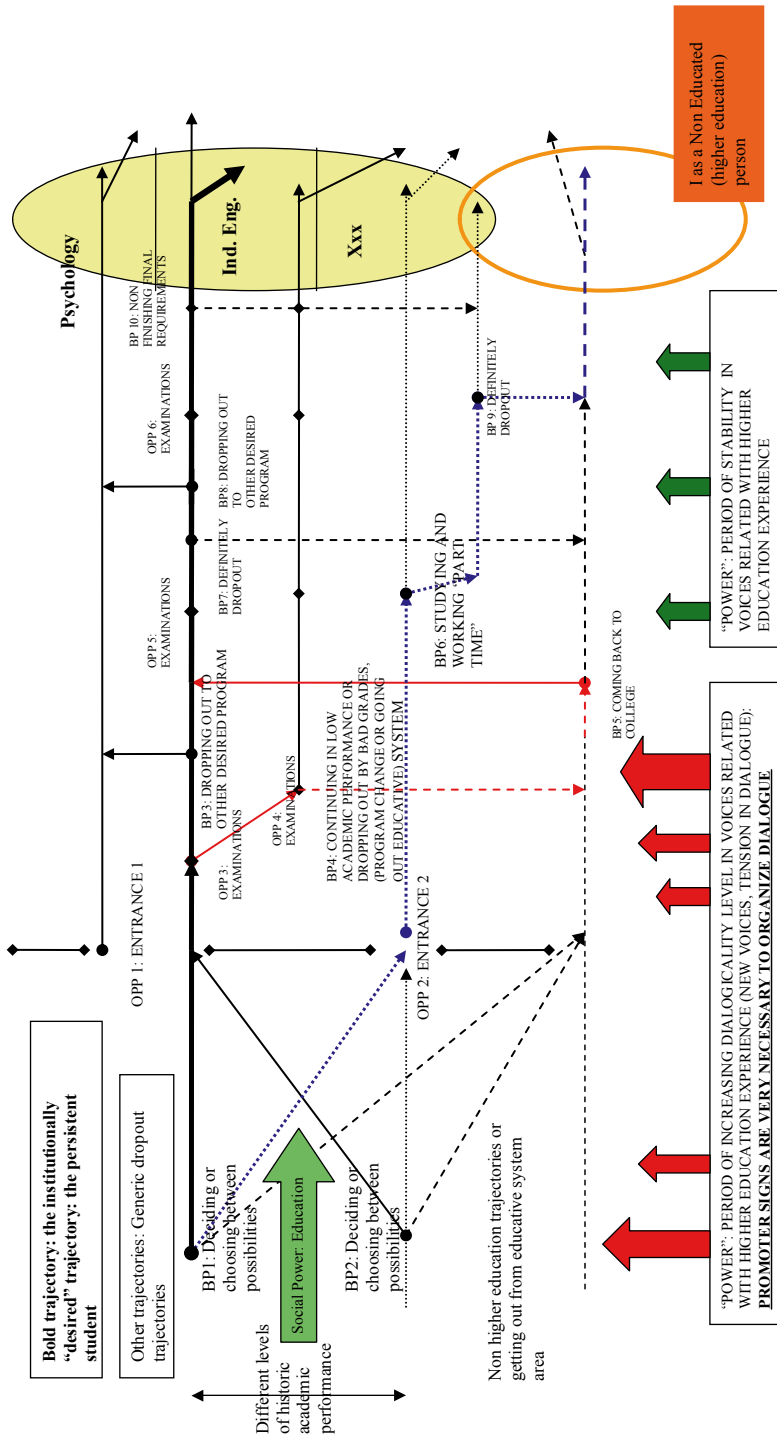 Bold trajectory: the institutionally
“desired” trajectory: the persistent
student
Other trajectories: Generic dropout
trajectories
Different levels
of historic
academic
performance
BP1: Deciding or
choosing between
possibilities
Social Power: Education
BP2: Deciding or
choosing between
possibilities
Non higher education trajectories or
getting out from educative system
area
OPP 1: ENTRANCE 1
OPP 2: ENTRANCE 2
OPP 3:
EXAMINATIONS
BP3: DROPPING OUT TO
OTHER DESIRED PROGRAM
OPP 4:
EXAMINATIONS
BP4: CONTINUING IN LOW
ACADEMIC PERFORMANCE OR
DROPPING OUT BY BAD GRADES,
(PROGRAM CHANGE OR GOING
OUT EDUCATIVE) SYSTEM
BP5: COMING BACK TO
COLLEGE
OPP 5:
EXAMINATIONS
BP7: DEFINITELY
DROPOUT
BP6: STUDYING AND
WORKING “PART
TIME”
BP8: DROPPING OUT
TO
OTHER DESIRED
PROGRAM
OPP 6:
EXAMINATIONS
BP 9: DEFINITELY
DROPOUT
BP 10: NON
FINISHING FINAL
REQUIREMENTS
Psychology
Ind. Eng.
Xxx
I as a Non Educated
(higher education)
person
“POWER”: PERIOD OF INCREASING DIALOGICALITY LEVEL IN VOICES RELATED
WITH HIGHER EDUCATION EXPERIENCE (NEW VOICES, TENSION IN DIALOGUE):
PROMOTER SIGNS ARE VERY NECESSARY TO ORGANIZE DIALOGUE
“POWER”: PERIOD OF STABILITY IN
VOICES RELATED WITH HIGHER
EDUCATION EXPERIENCE